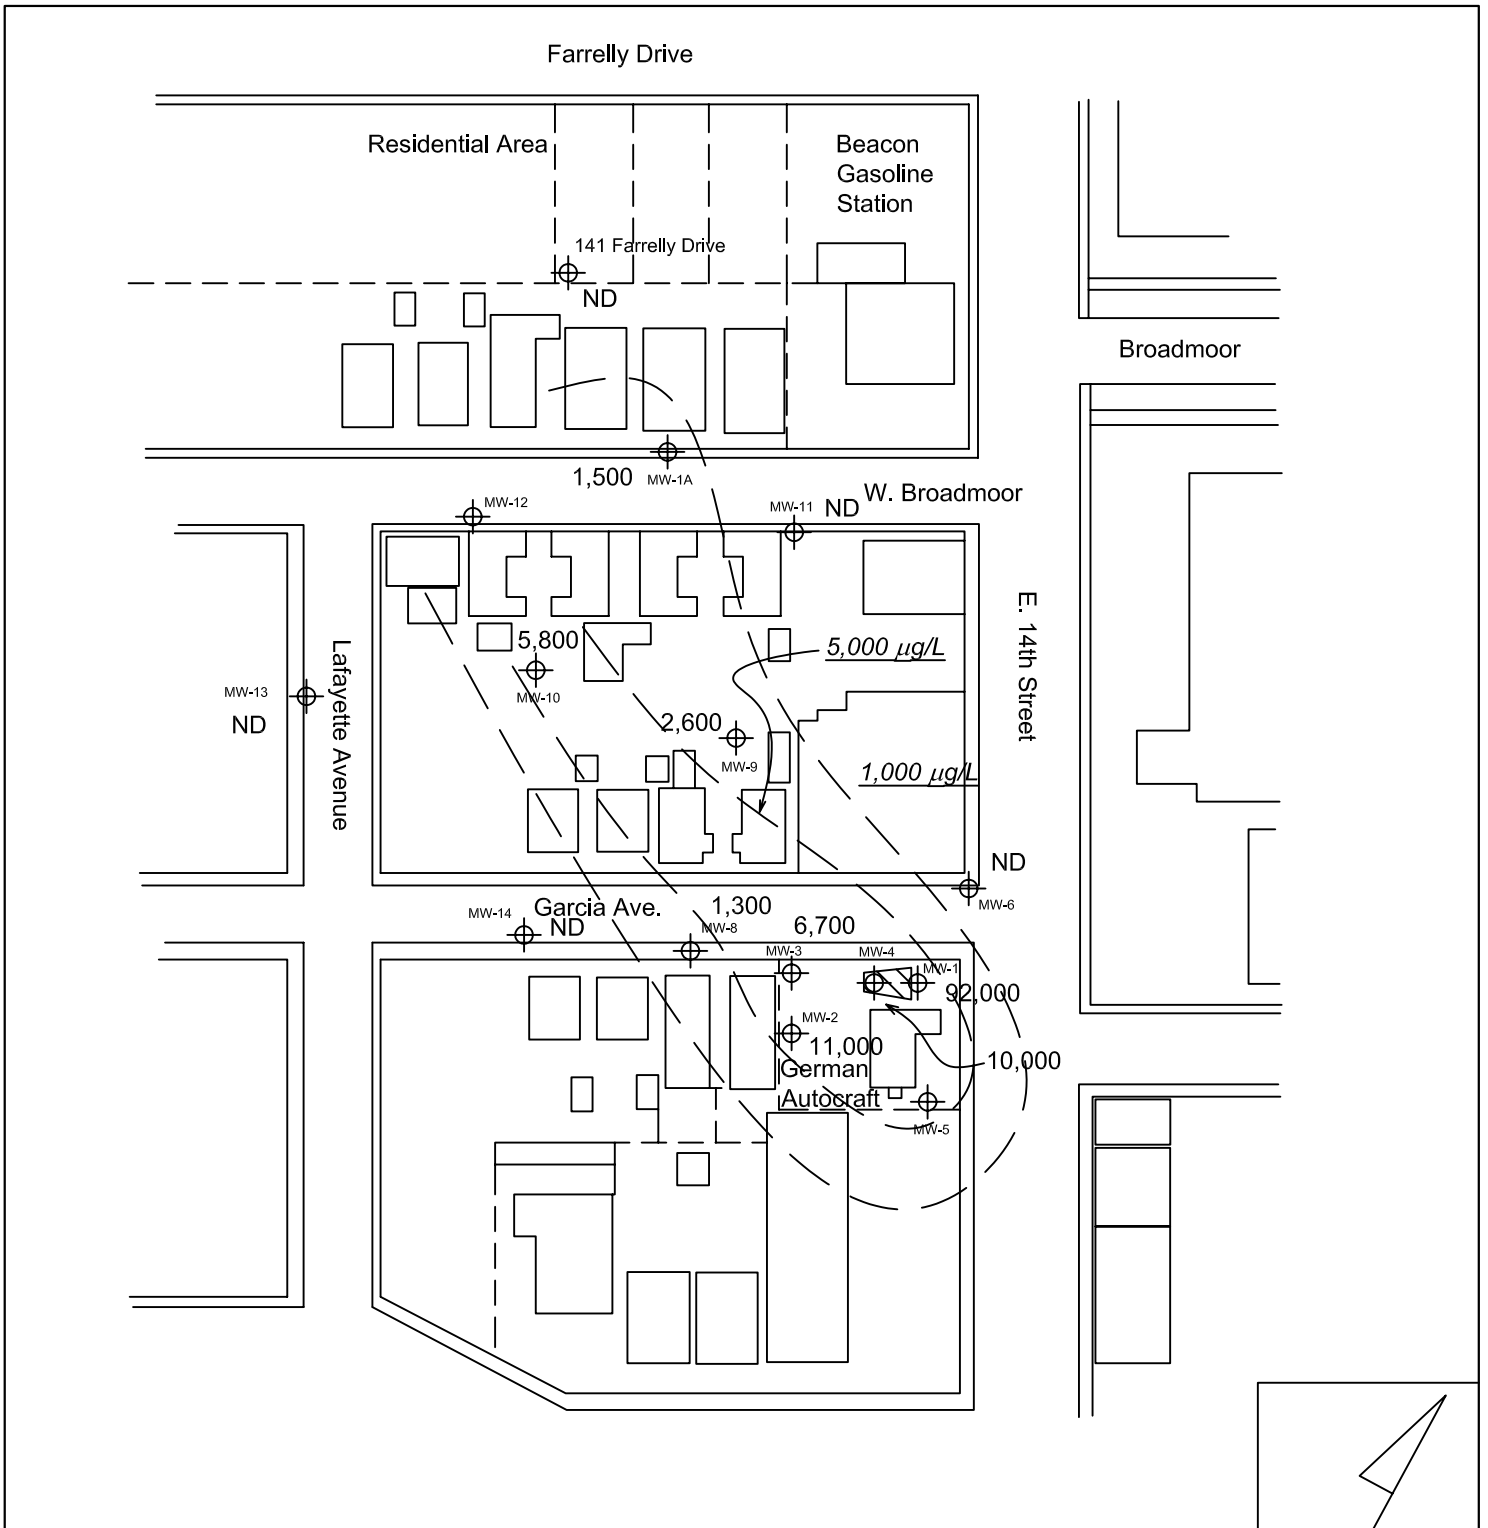 Farrelly Drive
Residential Area
Beacon
Gasoline
Station
141 Farrelly Drive
ND
Broadmoor
1,500
MW-1A
W. Broadmoor
MW-12
MW-11
ND
E. 14th Street
5,800
5,000 µg/L
Lafayette Avenue
MW-13
MW-10
ND
2,600
MW-9
1,000 µg/L
ND
MW-6
Garcia Ave.
1,300
MW-14
ND
6,700
MW-8
MW-3
MW-4
MW-1
92,000
MW-2
11,000
10,000
German
Autocraft
MW-5